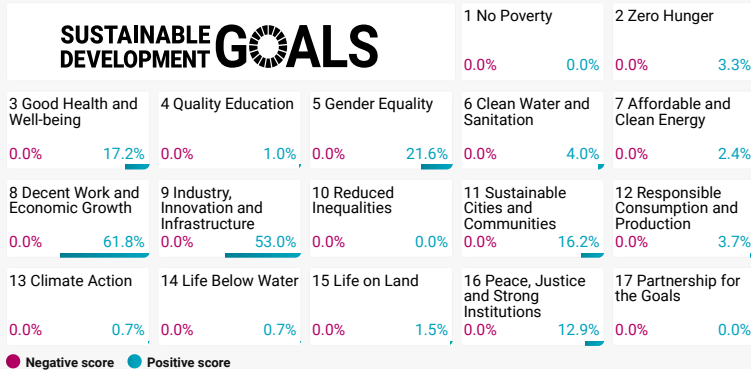 SUSTAINABLE
DEVELOPMENT
GOALS
1 No Poverty
0.0% 0.0%
2 Zero Hunger
0.0% 3.3%
3 Good Health and
Well-being
0.0% 17.2%
4 Quality Education
0.0% 1.0%
5 Gender Equality
0.0% 21.6%
6 Clean Water and
Sanitation
0.0% 4.0%
7 Affordable and
Clean Energy
0.0% 2.4%
8 Decent Work and
Economic Growth
0.0% 61.8%
9 Industry,
Innovation and
Infrastructure
0.0% 53.0%
10 Reduced
Inequalities
0.0% 0.0%
11 Sustainable
Cities and
Communities
0.0% 16.2%
12 Responsible
Consumption and
Production
0.0% 3.7%
13 Climate Action
0.0% 0.7%
14 Life Below Water
0.0% 0.7%
15 Life on Land
0.0% 1.5%
16 Peace, Justice
and Strong
Institutions
0.0% 12.9%
17 Partnership for
the Goals
0.0% 0.0%
Negative score Positive score